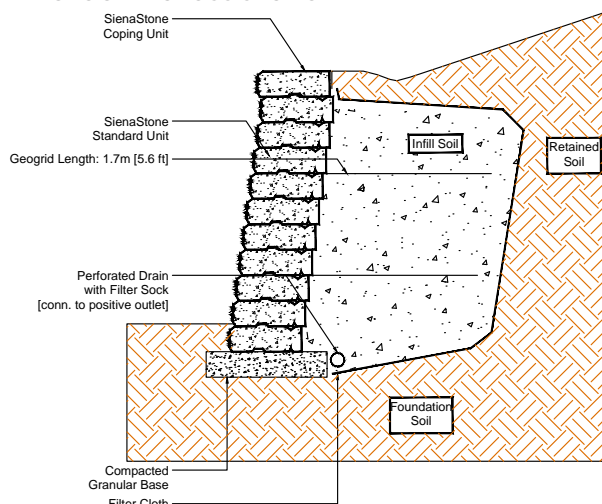 SienaStone
Coping Unit
SienaStone
Standard Unit
Geogrid Length: 1.7m [5.6 ft]
Infill Soil
Retained
Soil
Perforated Drain
with Filter Sock
[conn. to positive outlet]
Foundation
Soil
Compacted
Granular Base
Filter Cloth